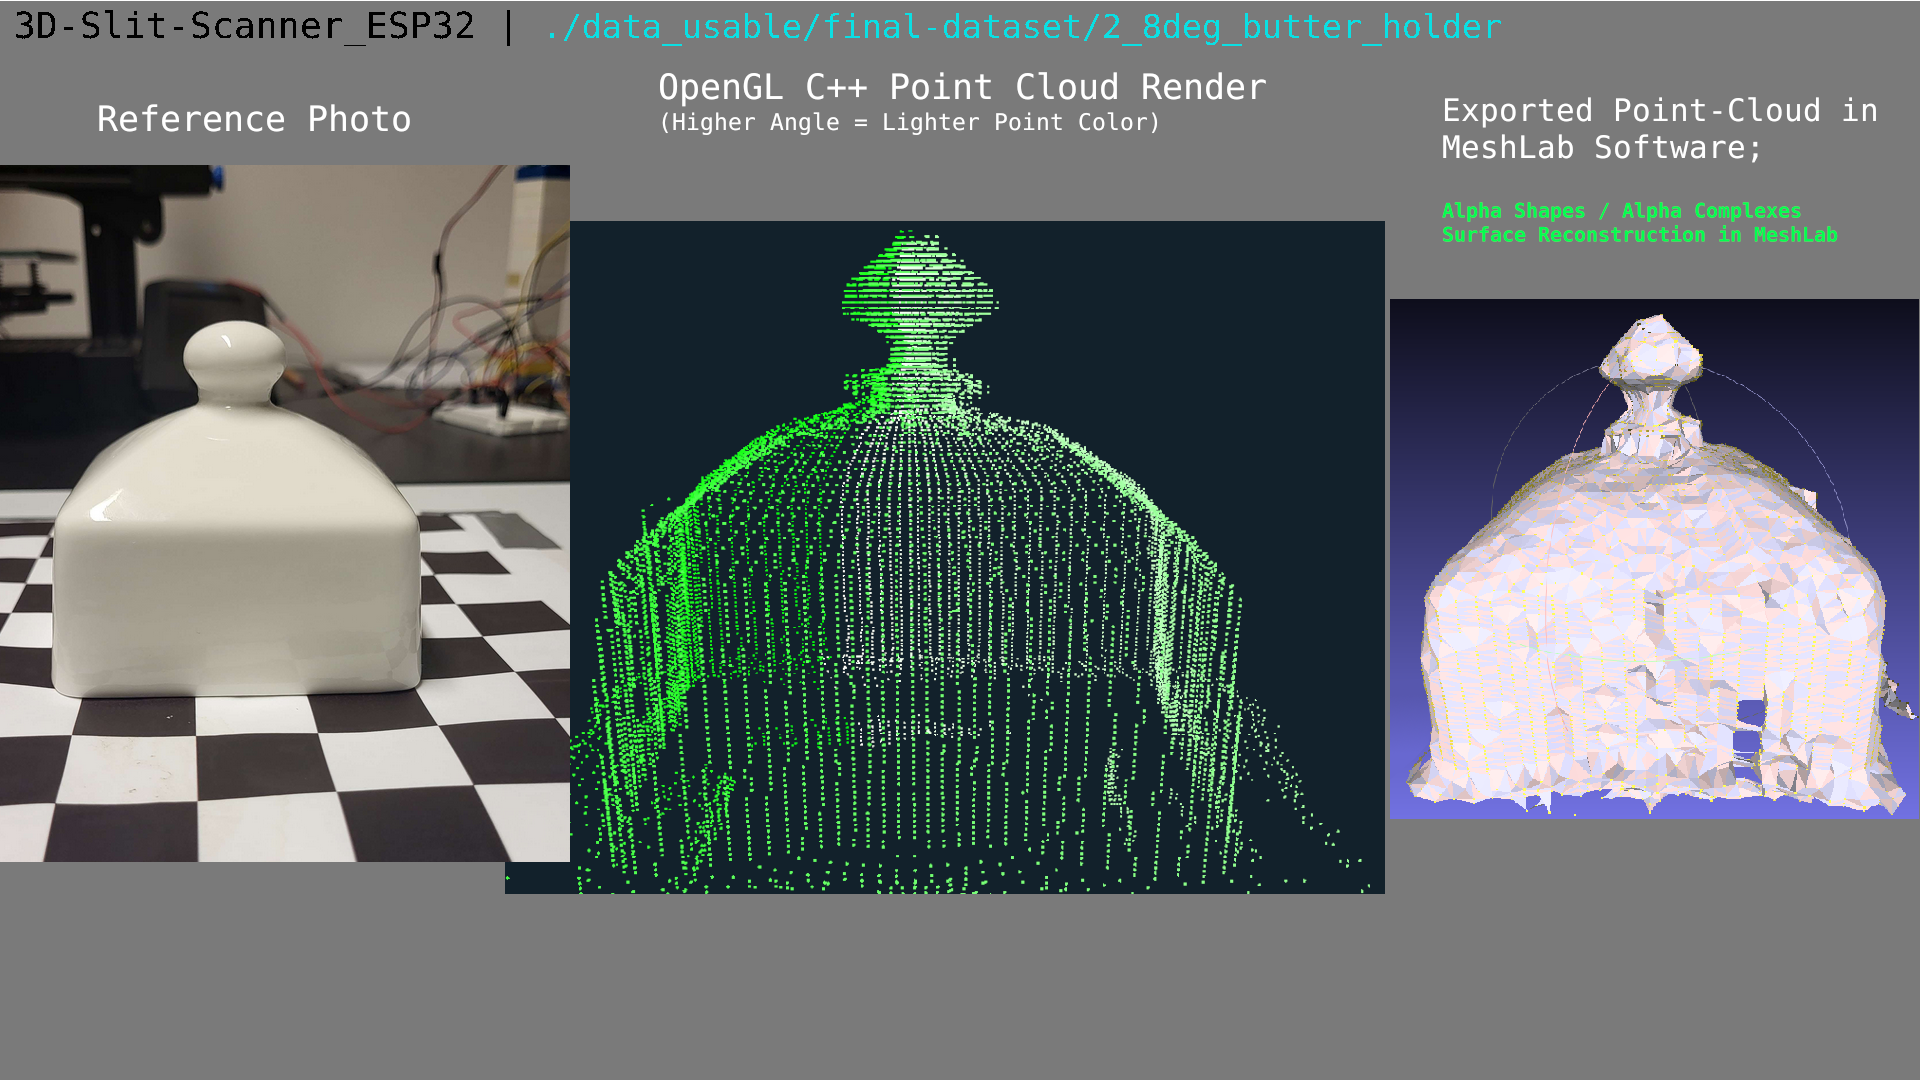 3D-Slit-Scanner_ESP32 | ./data_usable/final-dataset/2_8deg_butter_holder
Reference Photo
OpenGL C++ Point Cloud Render
(Higher Angle = Lighter Point Color)
Exported Point-Cloud in
MeshLab Software;
Alpha Shapes / Alpha Complexes
Surface Reconstruction in MeshLab